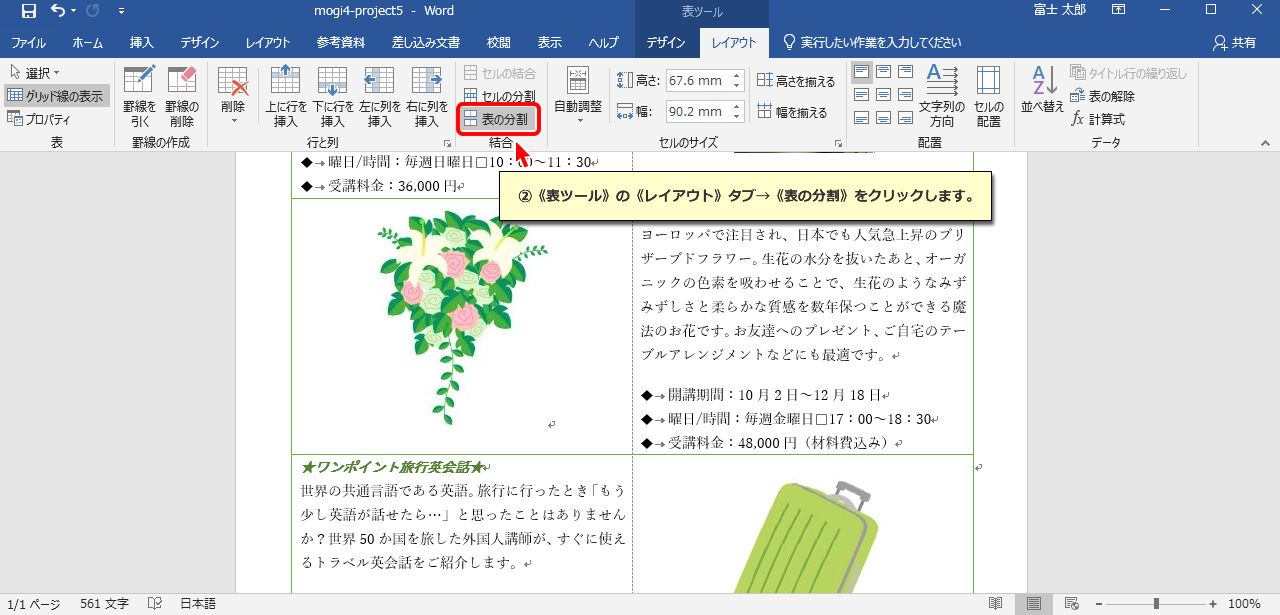 mogi4-project5 - Word
表ツール
富士 太郎
ファイル ホーム 挿入 デザイン レイアウト 参考資料 差し込み文書 校閲 表示 ヘルプ デザイン レイアウト 実行したい作業を入力してください 共有
選択
グリッド線の表示
プロパティ
表
罫線を引く
罫線の削除
罫線の作成
削除
上に行を挿入
下に行を挿入
左に列を挿入
右に列を挿入
行と列
セルの結合
セルの分割
表の分割
結合
自動調整
高さ: 67.6 mm
幅: 90.2 mm
高さを揃える
幅を揃える
セルのサイズ
文字列の方向
セルの配置
配置
並べ替え
タイトル行の繰り返し
表の解除
計算式
データ
②《表ツール》の《レイアウト》タブ→《表の分割》をクリックします。
◆→曜日/時間：毎週日曜日□10：00～11：30
◆→受講料金：36,000 円
ヨーロッパで注目され、日本でも人気急上昇のプリ
ザーブドフラワー。生花の水分を抜いたあと、オーガ
ニックの色素を吸わせることで、生花のようなみず
みずしさと柔らかな質感を数年保つことができる魔
法のお花です。お友達へのプレゼント、ご自宅のテー
ブルアレンジメントなどにも最適です。
◆→開講期間：10 月 2 日～12 月 18 日
◆→曜日/時間：毎週金曜日□17：00～18：30
◆→受講料金：48,000 円（材料費込み）
★ワンポイント旅行英会話★
世界の共通言語である英語。旅行に行ったとき「もう
少し英語が話せたら…」と思ったことはありません
か？世界 50 か国を旅した外国人講師が、すぐに使え
るトラベル英会話をご紹介します。
1/1 ページ 561 文字 日本語 100%